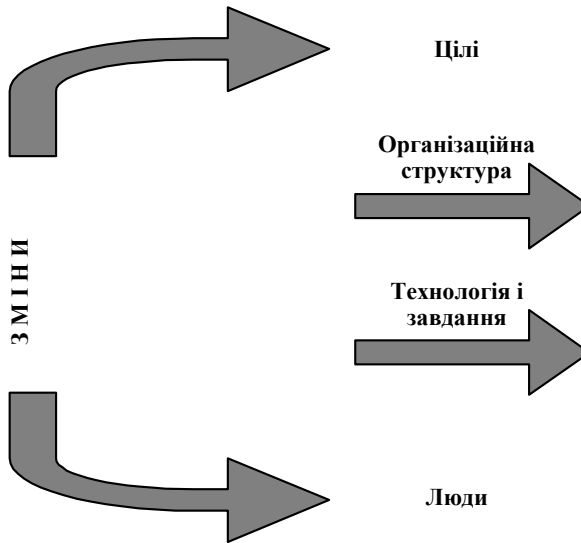 Цілі
Організаційна
структура
З М І Н И
Технологія і
завдання
Люди